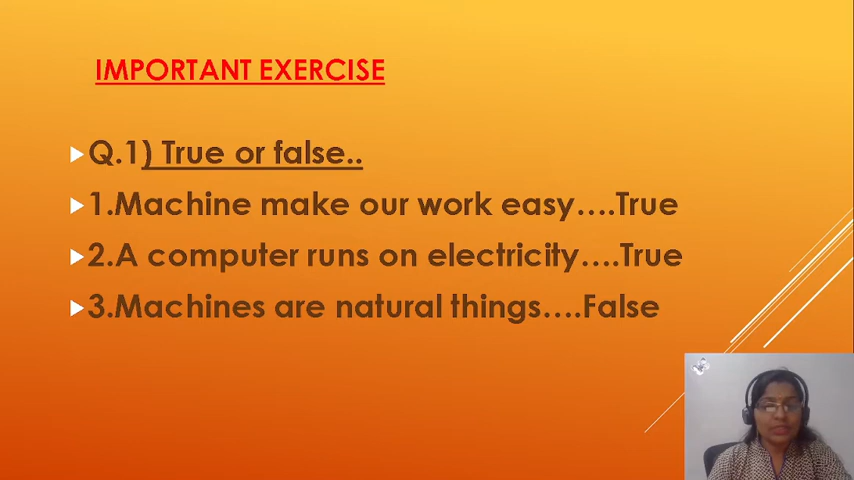 IMPORTANT EXERCISE
Q.1) True or false..
1.Machine make our work easy....True
2.A computer runs on electricity....True
3.Machines are natural things....False